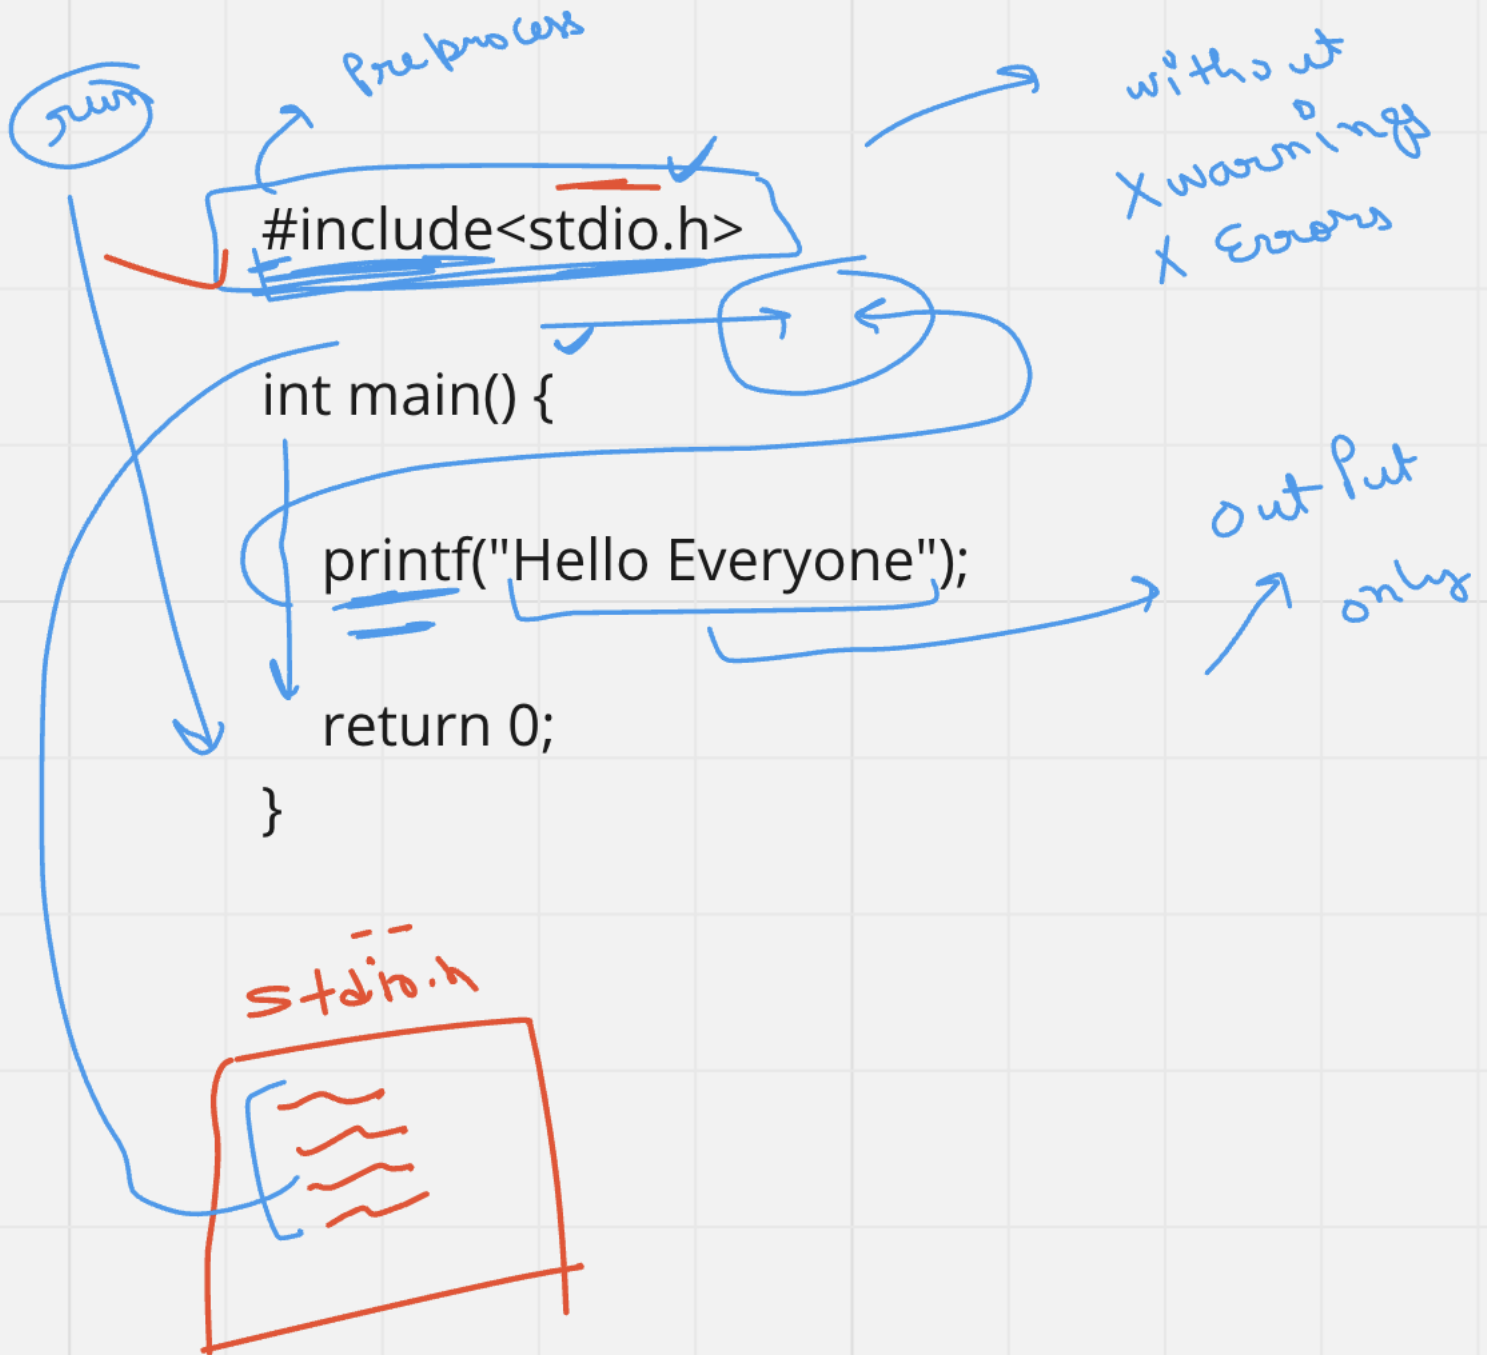 Preprocess
run
without
X warnings
X Errors
#include<stdio.h>
int main() {
printf("Hello Everyone");
output
only
return 0;
}
stdio.h